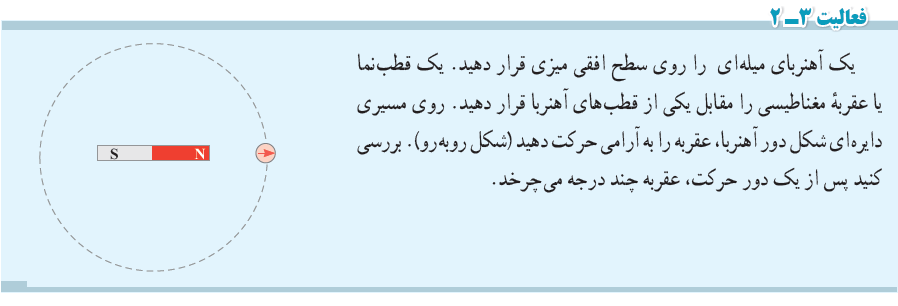 فعالیت ۳ــ ۲
یک آهنربای میله‌ای را روی سطح افقی میزی قرار دهید. یک قطب‌نما
یا عقربهٔ مغناطیسی را مقابل یکی از قطب‌های آهنربا قرار دهید. روی مسیری
دایره‌ای شکل دور آهنربا، عقربه را به آرامی حرکت دهید (شکل روبه‌رو). بررسی
کنید پس از یک دور حرکت، عقربه چند درجه می‌چرخد.
S N